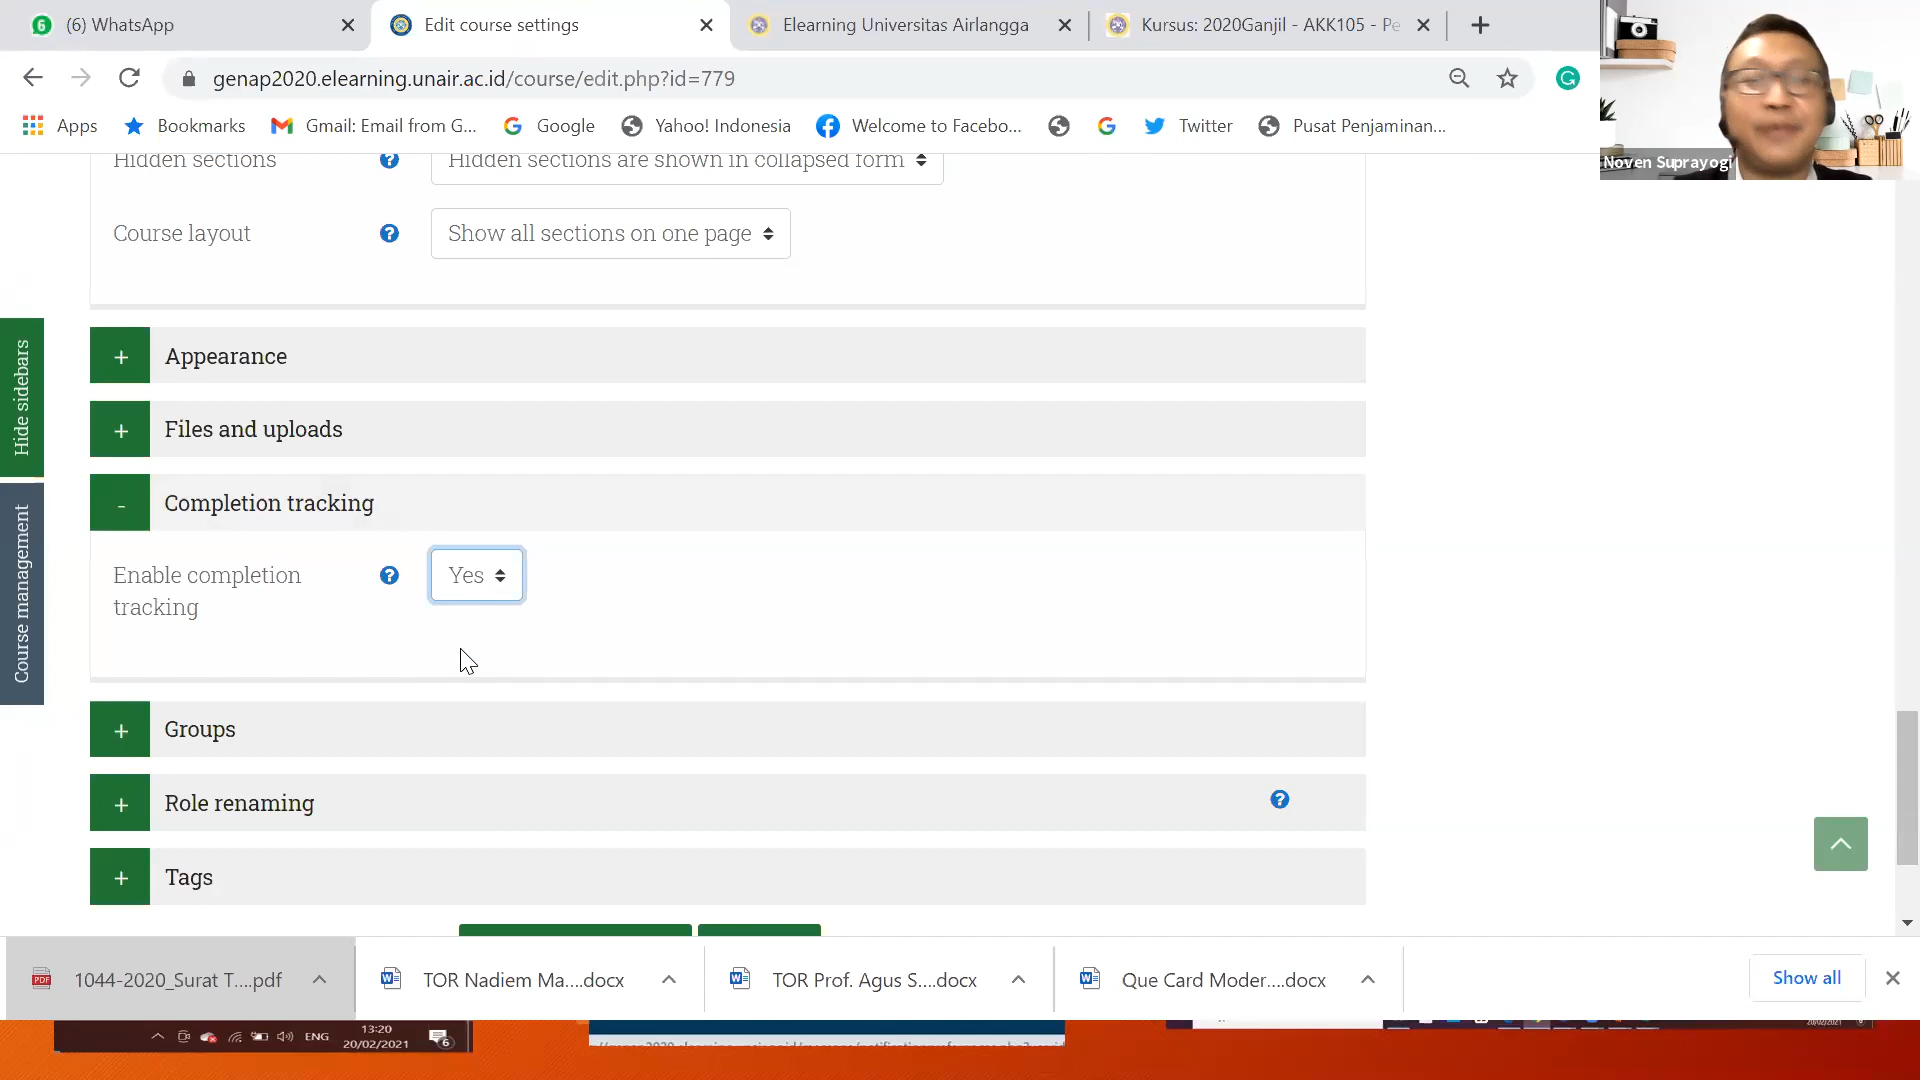 6
(6) WhatsApp
Edit course settings
Elearning Universitas Airlangga
Kursus: 2020Ganjil - AKK105 - Pe
genap2020.elearning.unair.ac.id/course/edit.php?id=779
Apps
Bookmarks
Gmail: Email from G...
Google
Yahoo! Indonesia
Welcome to Facebo...
Twitter
Pusat Penjaminan...
Noven Suprayogi
Hidden sections
Hidden sections are shown in collapsed form
Course layout
Show all sections on one page
Hide sidebars
Course management
+ Appearance
+ Files and uploads
- Completion tracking
Enable completion
tracking
Yes
+ Groups
+ Role renaming
+ Tags
PDF
1044-2020_Surat T....pdf
TOR Nadiem Ma....docx
TOR Prof. Agus S....docx
Que Card Moder....docx
Show all
ENG
13:20
20/02/2021
6